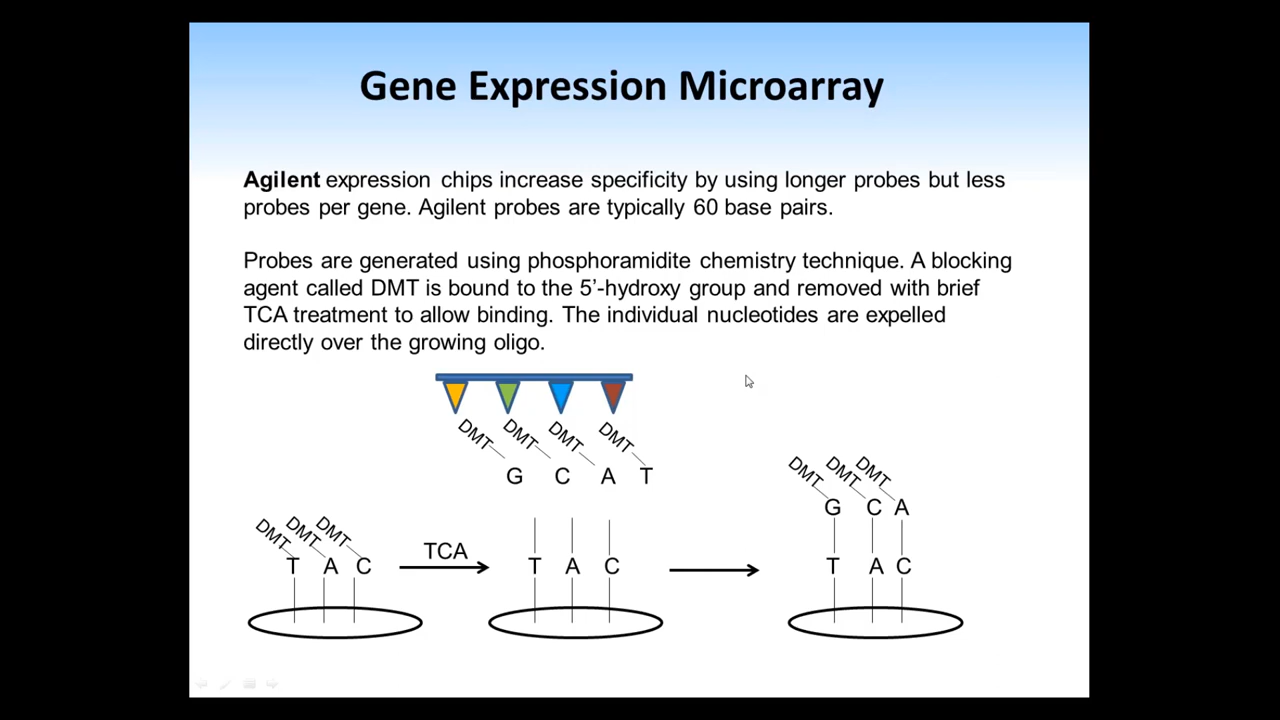 Gene Expression Microarray
Agilent expression chips increase specificity by using longer probes but less
probes per gene. Agilent probes are typically 60 base pairs.
Probes are generated using phosphoramidite chemistry technique. A blocking
agent called DMT is bound to the 5’-hydroxy group and removed with brief
TCA treatment to allow binding. The individual nucleotides are expelled
directly over the growing oligo.
DMT DMT DMT DMT
G C A T
DMT DMT DMT
G C A
DMT DMT DMT
T A C
TCA
T A C
T A C